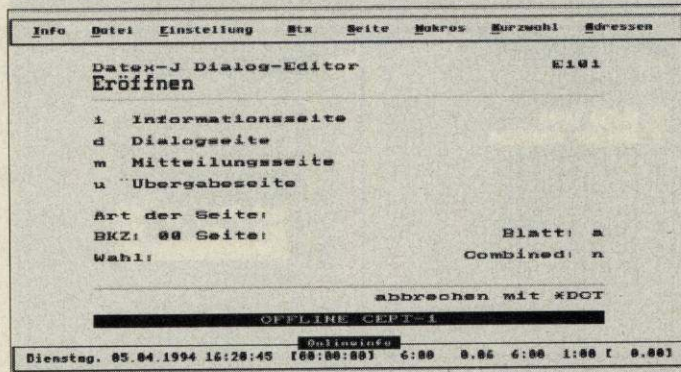 Info Datei Einstellung Btx Seite Makros Kurzwahl Adressen
Datex-J Dialog-Editor E101
Eröffnen
i Informationsseite
d Dialogseite
m Mitteilungsseite
u Übergabeseite
Art der Seite:
BKZ: 00 Seite: Blatt: a
Wahl: Combined: n
abbrechen mit *DCT
OFFLINE CEPT-1
Onlineinfo
Dienstag. 05.04.1994 16:20:45 [00:00:00] 6:00 0.06 6:00 1:00 [ 0.00]